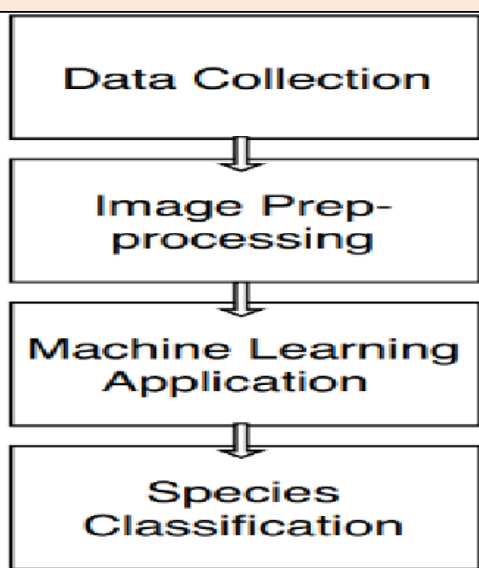 Data Collection
Image Prep-
processing
Machine Learning
Application
Species
Classification